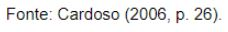 Fonte: Cardoso (2006, p. 26).